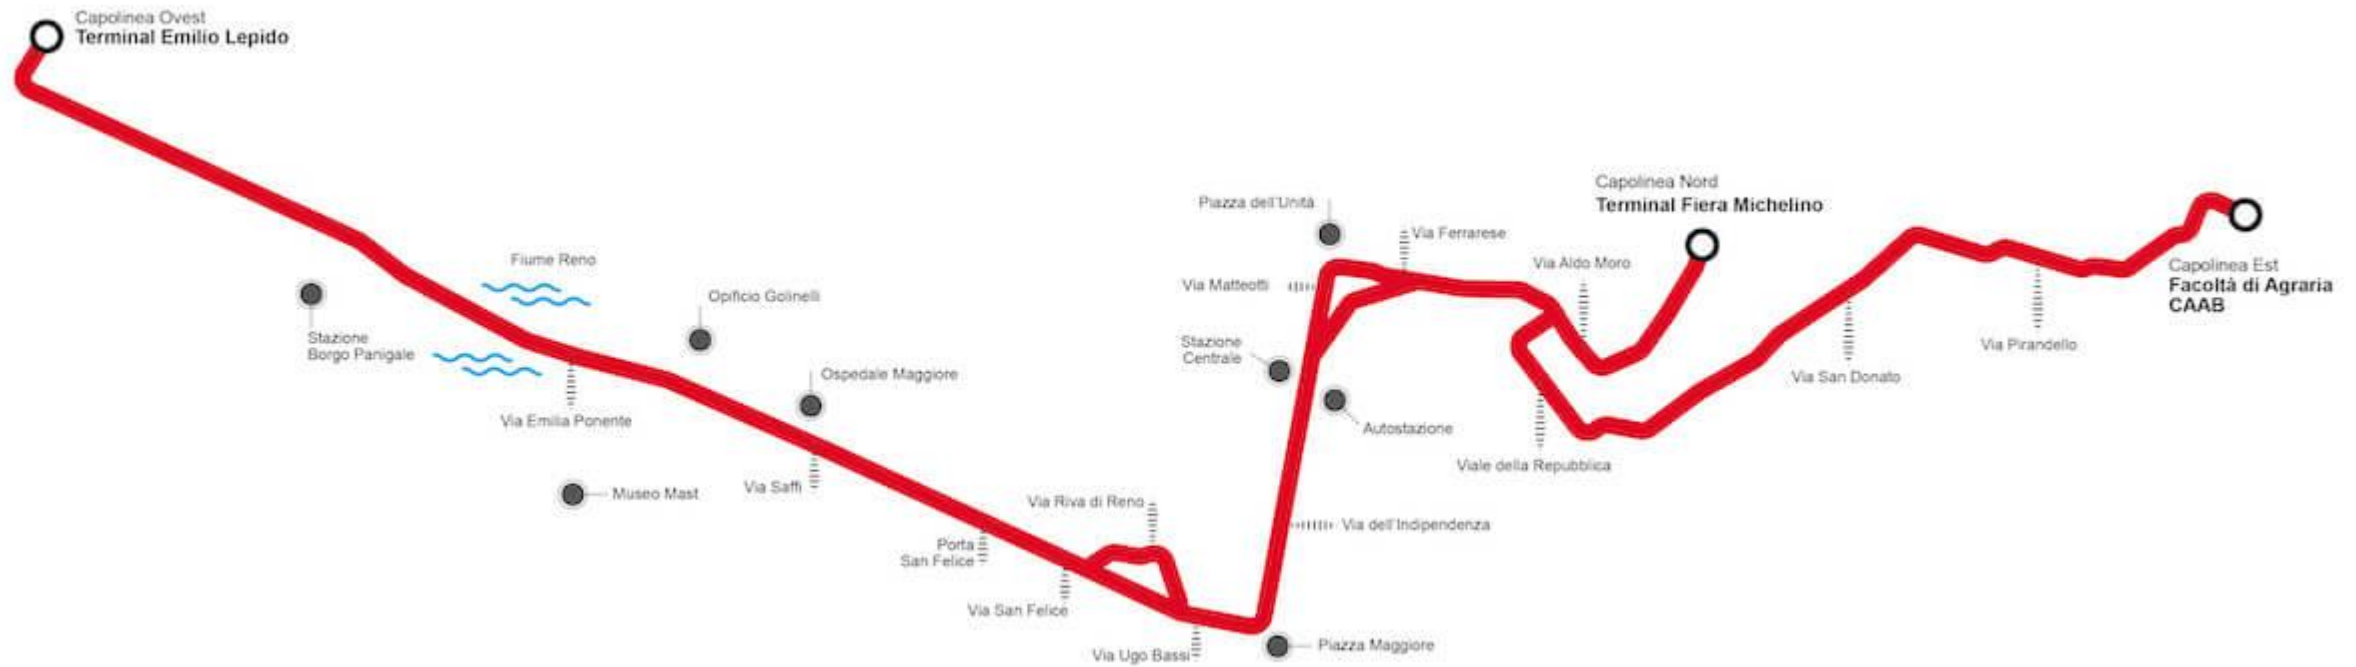 Capolinea Ovest
Terminal Emilio Lepido
Stazione
Borgo Panigale
Fiume Reno
Via Emilia Ponente
Museo Mast
Opificio Golinelli
Ospedale Maggiore
Via Saffi
Porta
San Felice
Via San Felice
Via Riva di Reno
Via Ugo Bassi
Piazza Maggiore
Via dell'Indipendenza
Autostazione
Stazione
Centrale
Via Matteotti
Piazza dell'Unità
Via Ferrarese
Via Aldo Moro
Capolinea Nord
Terminal Fiera Michelino
Viale della Repubblica
Via San Donato
Via Pirandello
Capolinea Est
Facoltà di Agraria
CAAB